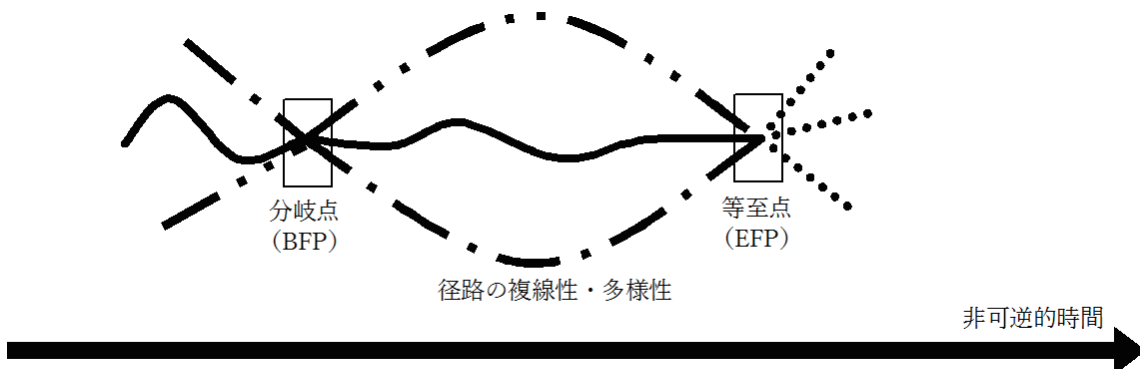 分岐点
（BFP）
等至点
（EFP）
径路の複線性・多様性
非可逆的時間